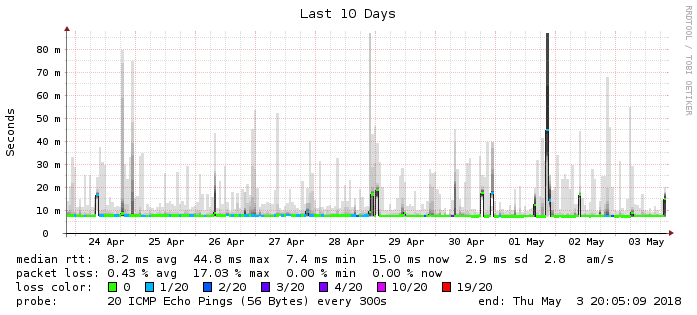 Last 10 Days
RRDTOOL / TOBI OETIKER
Seconds
80 m
70 m
60 m
50 m
40 m
30 m
20 m
10 m
0
24 Apr 25 Apr 26 Apr 27 Apr 28 Apr 29 Apr 30 Apr 01 May 02 May 03 May
median rtt: 8.2 ms avg 44.8 ms max 7.4 ms min 15.0 ms now 2.9 ms sd 2.8 am/s
packet loss: 0.43 % avg 17.03 % max 0.00 % min 0.00 % now
loss color: 0 1/20 2/20 3/20 4/20 10/20 19/20
probe: 20 ICMP Echo Pings (56 Bytes) every 300s end: Thu May 3 20:05:09 2018